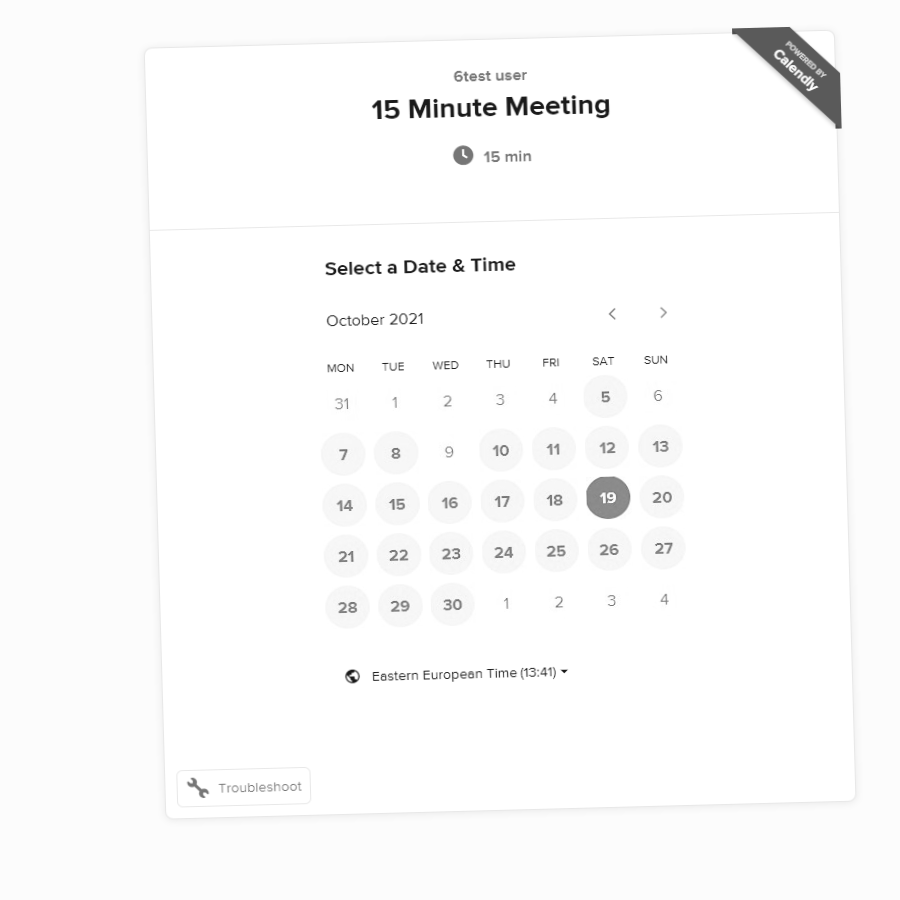 POWERED BY
Calendly
6test user
15 Minute Meeting
15 min
Select a Date & Time
October 2021
MON TUE WED THU FRI SAT SUN
31 1 2 3 4 5 6
7 8 9 10 11 12 13
14 15 16 17 18 19 20
21 22 23 24 25 26 27
28 29 30 1 2 3 4
Eastern European Time (13:41)
Troubleshoot